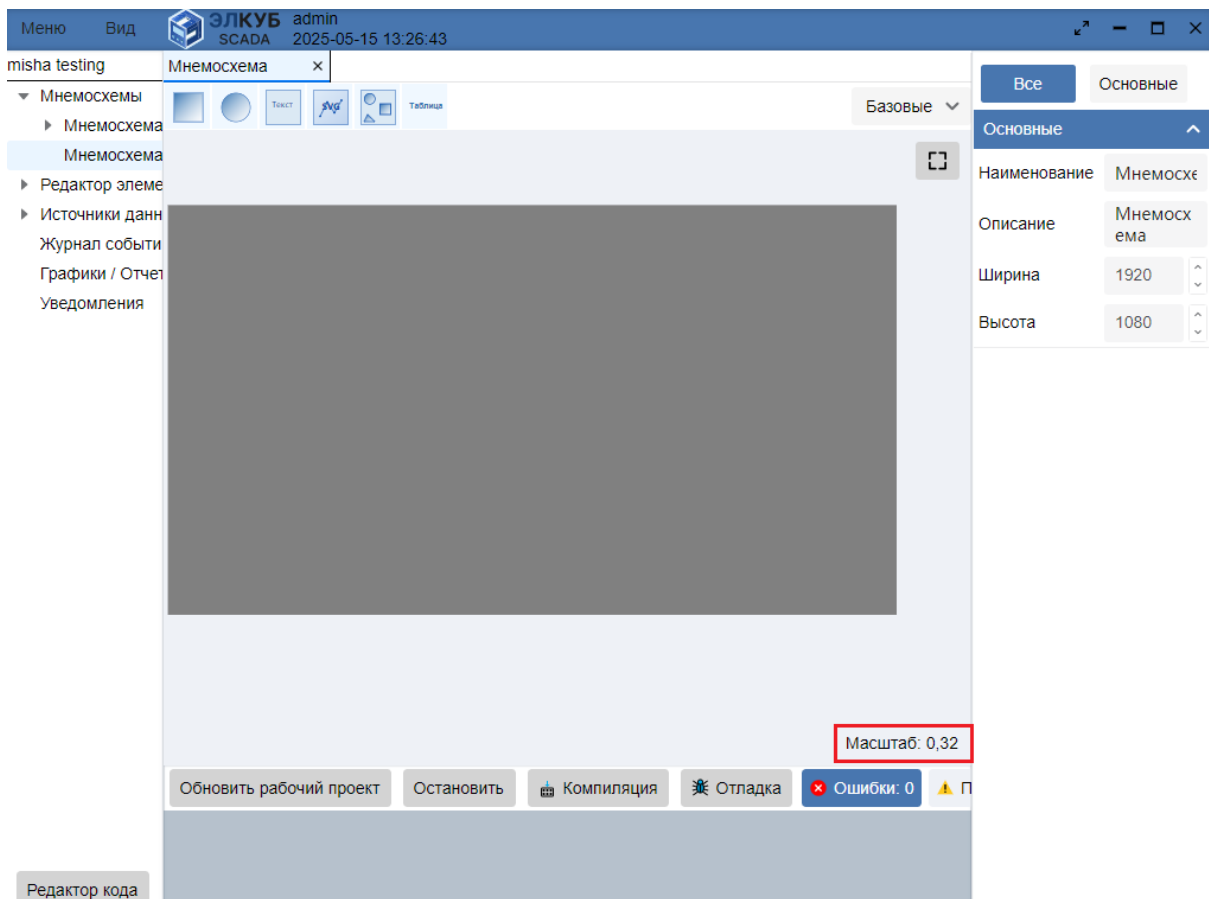 Меню Вид ЭЛКУБ SCADA admin 2025-05-15 13:26:43
misha testing
Мнемосхемы
Мнемосхема
Мнемосхема
Редактор элеме
Источники данн
Журнал событи
Графики / Отчет
Уведомления
Редактор кода
Мнемосхема ×
Текст svg Таблица Базовые
Масштаб: 0,32
Обновить рабочий проект Остановить Компиляция Отладка Ошибки: 0 П
Все Основные
Основные
Наименование Мнемосхе
Описание Мнемосх
ема
Ширина 1920
Высота 1080